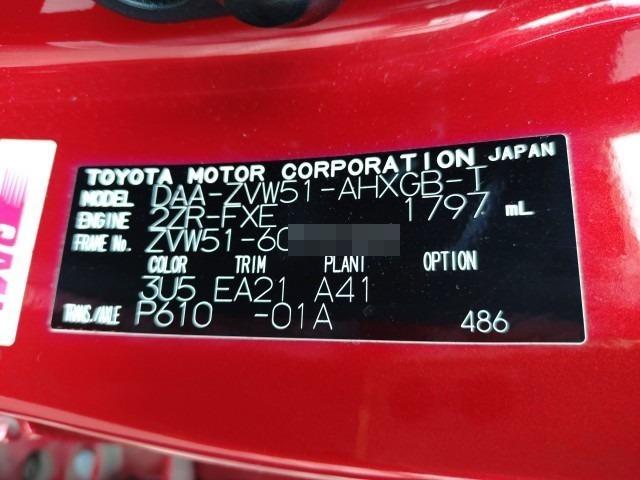 TOYOTA MOTOR CORPORATION JAPAN
MODEL DAA-ZVW51-AHXGB-T
ENGINE 2ZR-FXE 1797 mL
FRAME No. ZVW51-60
COLOR TRIM PLANT OPTION
3U5 EA21 A41
TRANS./AXLE P610 -01A 486